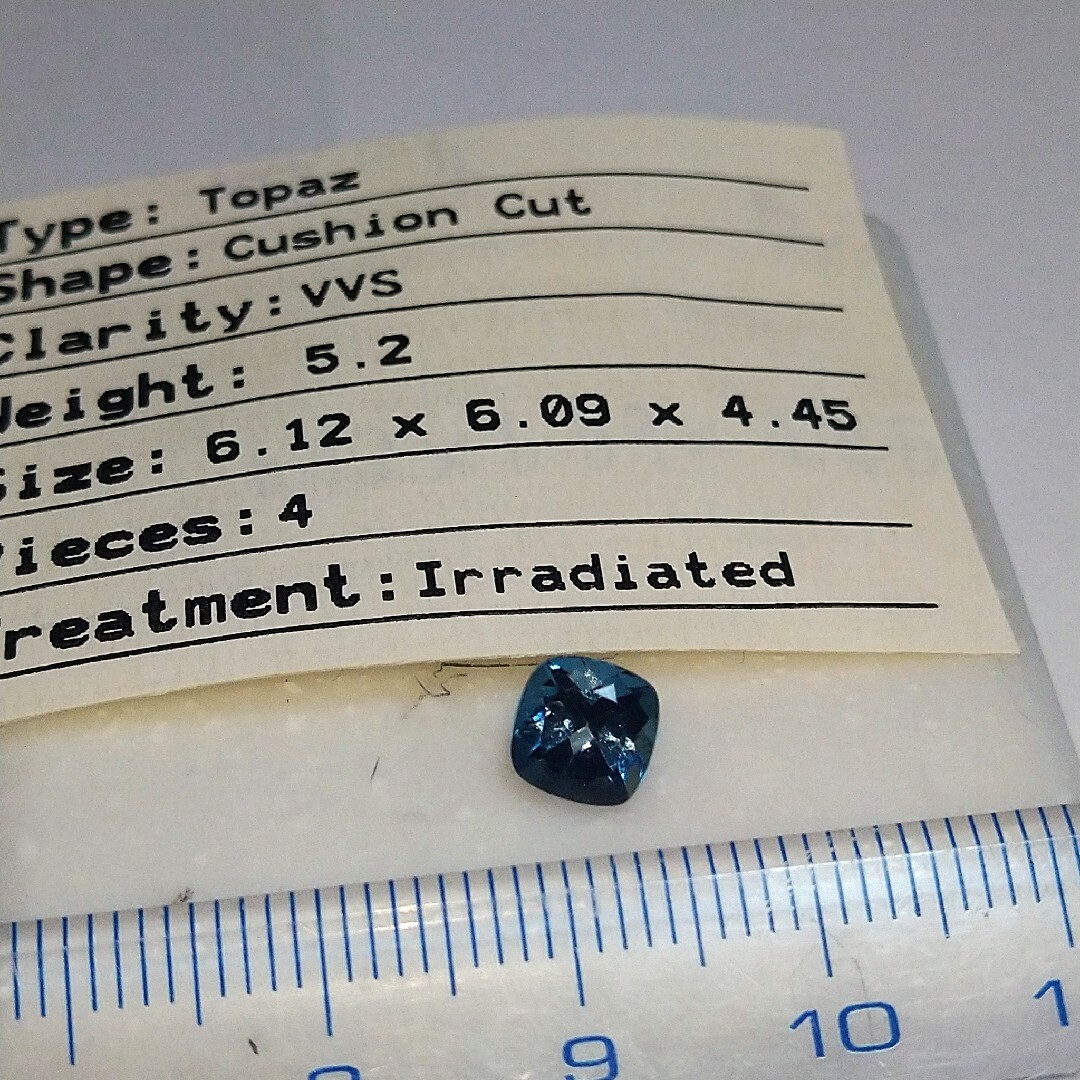 Type: Topaz
Shape: Cushion Cut
Clarity: VVS
Weight: 5.2
Size: 6.12 x 6.09 x 4.45
Pieces: 4
Treatment: Irradiated
9 10